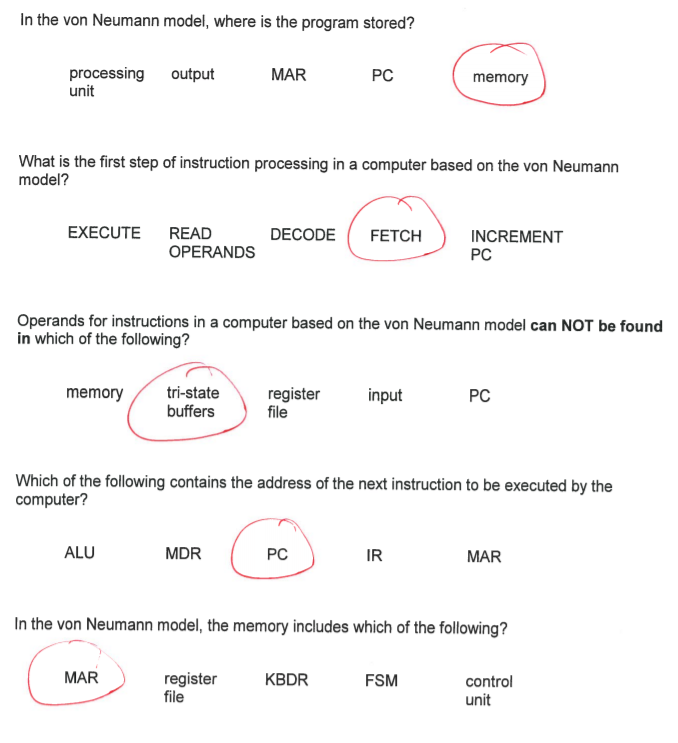 In the von Neumann model, where is the program stored?
processing output MAR PC memory
unit
What is the first step of instruction processing in a computer based on the von Neumann
model?
EXECUTE READ DECODE FETCH INCREMENT
OPERANDS PC
Operands for instructions in a computer based on the von Neumann model can NOT be found
in which of the following?
memory tri-state register input PC
buffers file
Which of the following contains the address of the next instruction to be executed by the
computer?
ALU MDR PC IR MAR
In the von Neumann model, the memory includes which of the following?
MAR register KBDR FSM control
file unit